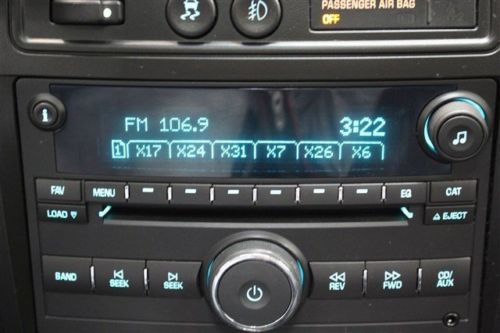 PASSENGER AIR BAG
OFF
FM 106.9 3:22
1 X17 X24 X31 X7 X26 X6
FAV MENU EQ CAT
LOAD EJECT
BAND SEEK SEEK REV FWD CD/
AUX